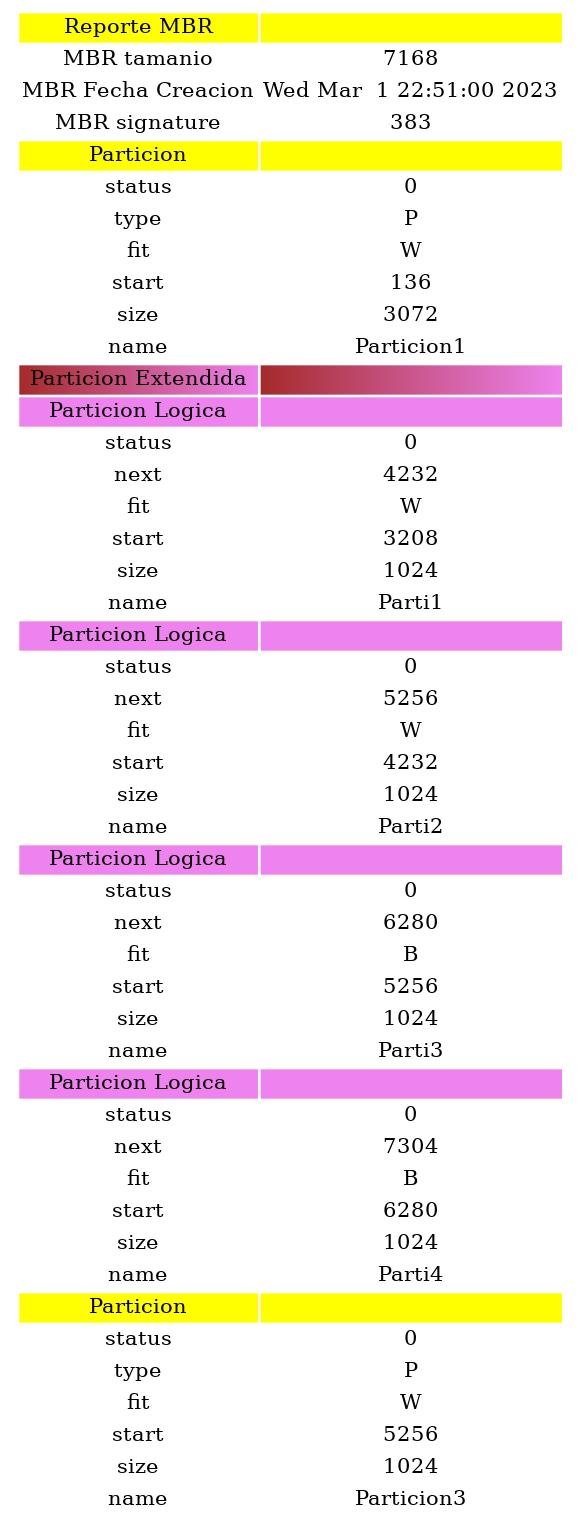 Reporte MBR
MBR tamanio 7168
MBR Fecha Creacion Wed Mar  1 22:51:00 2023
MBR signature 383
Particion
status 0
type P
fit W
start 136
size 3072
name Particion1
Particion Extendida
Particion Logica
status 0
next 4232
fit W
start 3208
size 1024
name Parti1
Particion Logica
status 0
next 5256
fit W
start 4232
size 1024
name Parti2
Particion Logica
status 0
next 6280
fit B
start 5256
size 1024
name Parti3
Particion Logica
status 0
next 7304
fit B
start 6280
size 1024
name Parti4
Particion
status 0
type P
fit W
start 5256
size 1024
name Particion3